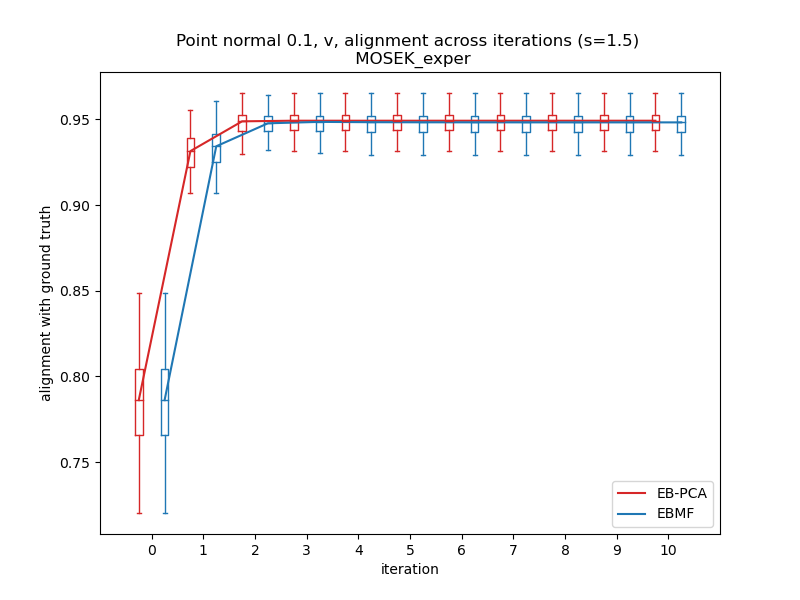 Point normal 0.1, v, alignment across iterations (s=1.5)
MOSEK_exper
alignment with ground truth
0.95
0.90
0.85
0.80
0.75
EB-PCA
EBMF
0 1 2 3 4 5 6 7 8 9 10
iteration